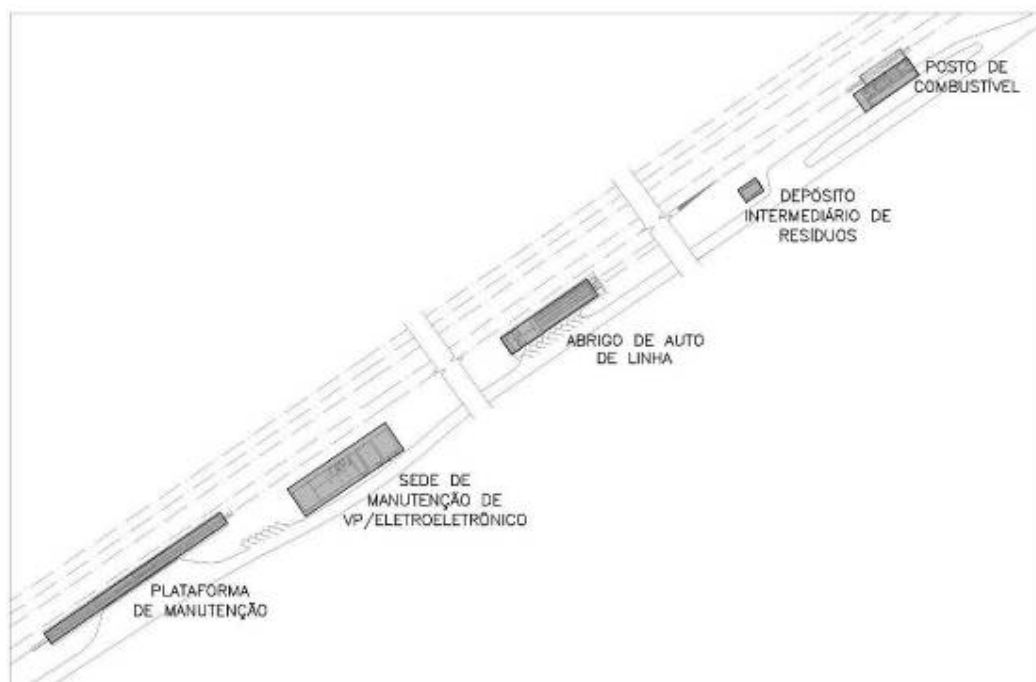 POSTO DE
COMBUSTÍVEL
DEPÓSITO
INTERMEDIÁRIO DE
RESÍDUOS
ABRIGO DE AUTO
DE LINHA
SEDE DE
MANUTENÇÃO DE
VP/ELETROELETRÔNICO
PLATAFORMA
DE MANUTENÇÃO